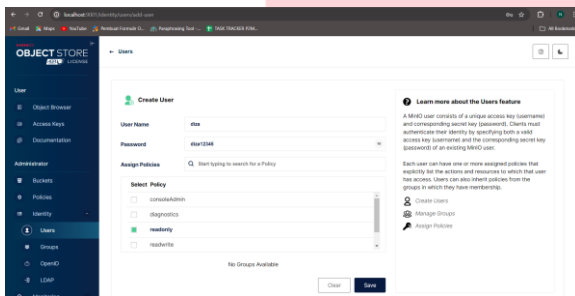 localhost:9001/identity/users/add-user
Gmail
Maps
YouTube
Pembuat Formulir G...
Paraphrasing Tool - ...
TASK TRACKER P2M...
All Bookmarks
OBJECT STORE
LICENSE
← Users
User
Object Browser
Access Keys
Documentation
Administrator
Buckets
Policies
Identity
Users
Groups
OpenID
LDAP
Monitoring
Create User
User Name
diza
Password
diza12345
Assign Policies
Start typing to search for a Policy
Select Policy
consoleAdmin
diagnostics
readonly
readwrite
No Groups Available
Clear
Save
Learn more about the Users feature
A MinIO user consists of a unique access key (username)
and corresponding secret key (password). Clients must
authenticate their identity by specifying both a valid
access key (username) and the corresponding secret key
(password) of an existing MinIO user.
Each user can have one or more assigned policies that
explicitly list the actions and resources to which that user
has access. Users can also inherit policies from the
groups in which they have membership.
Create Users
Manage Groups
Assign Policies